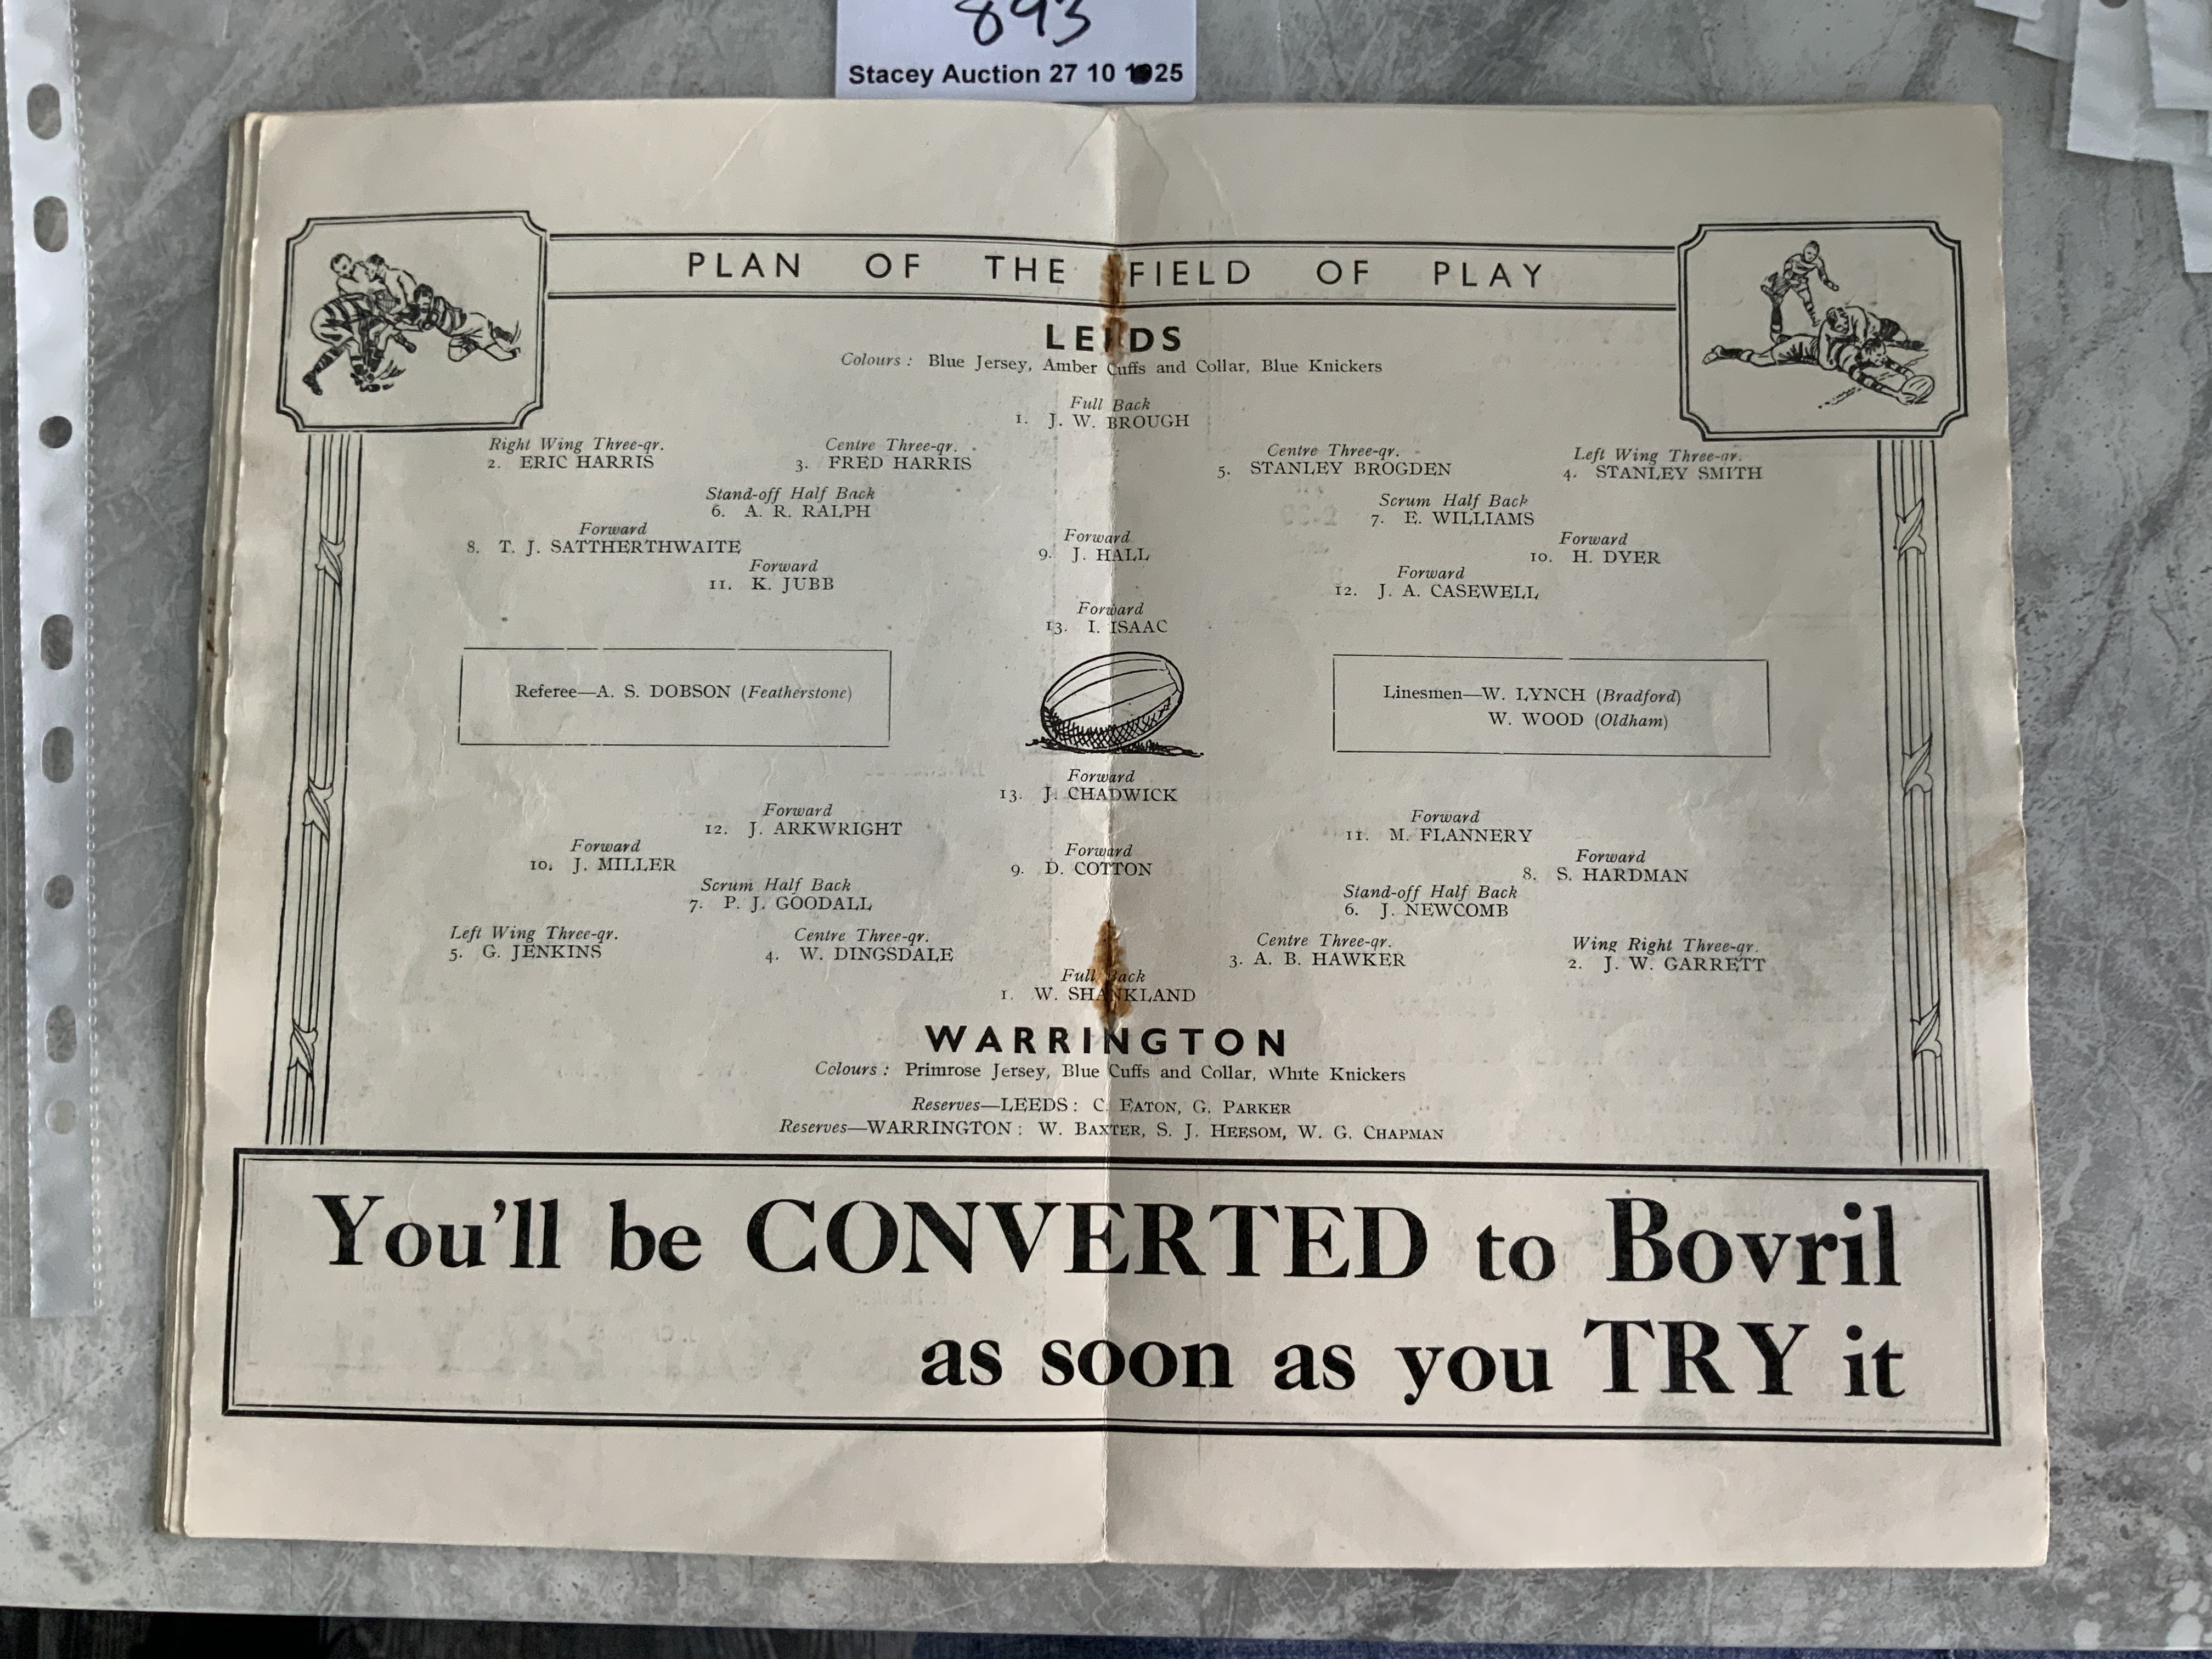 893
Stacey Auction 27 10 1925
PLAN OF THE FIELD OF PLAY
LEEDS
Colours : Blue Jersey, Amber Cuffs and Collar, Blue Knickers
Full Back
1. J. W. BROUGH
Right Wing Three-qr. Centre Three-qr. Centre Three-qr. Left Wing Three-qr.
2. ERIC HARRIS 3. FRED HARRIS 5. STANLEY BROGDEN 4. STANLEY SMITH
Stand-off Half Back Scrum Half Back
6. A. R. RALPH 7. E. WILLIAMS
Forward Forward Forward
8. T. J. SATTHERTHWAITE 9. J. HALL 10. H. DYER
Forward Forward
11. K. JUBB 12. J. A. CASEWELL
Forward
13. I. ISAAC
Referee—A. S. DOBSON (Featherstone)
Linesmen—W. LYNCH (Bradford)
W. WOOD (Oldham)
Forward
13. J. CHADWICK
Forward Forward
12. J. ARKWRIGHT 11. M. FLANNERY
Forward Forward Forward
10. J. MILLER 9. D. COTTON 8. S. HARDMAN
Scrum Half Back Stand-off Half Back
7. P. J. GOODALL 6. J. NEWCOMB
Left Wing Three-qr. Centre Three-qr. Centre Three-qr. Wing Right Three-qr.
5. G. JENKINS 4. W. DINGSDALE 3. A. B. HAWKER 2. J. W. GARRETT
Full Back
1. W. SHANKLAND
WARRINGTON
Colours : Primrose Jersey, Blue Cuffs and Collar, White Knickers
Reserves—LEEDS : C. EATON, G. PARKER
Reserves—WARRINGTON : W. BAXTER, S. J. HEESOM, W. G. CHAPMAN
You'll be CONVERTED to Bovril
as soon as you TRY it